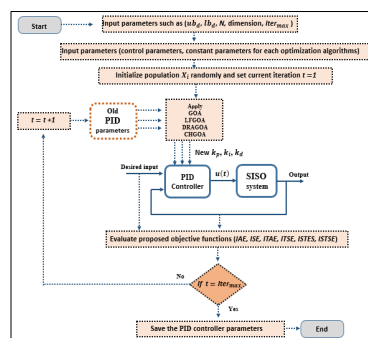 Start
Input parameters such as (ub_d, lb_d, N, dimension, Iter_max)
Input parameters (control parameters, constant parameters for each optimization algorithms)
Initialize population X_i randomly and set current iteration t=1
t = t+1
Old
PID
parameters
Apply
GOA
LFGOA
DRAGOA
CHGOA
New k_p, k_i, k_d
Desired input
PID
Controller
u(t)
SISO
system
Output
Evaluate proposed objective functions (IAE, ISE, ITAE, ITSE, ISTES, ISTSE)
No
If t = Iter_max
Yes
Save the PID controller parameters
End